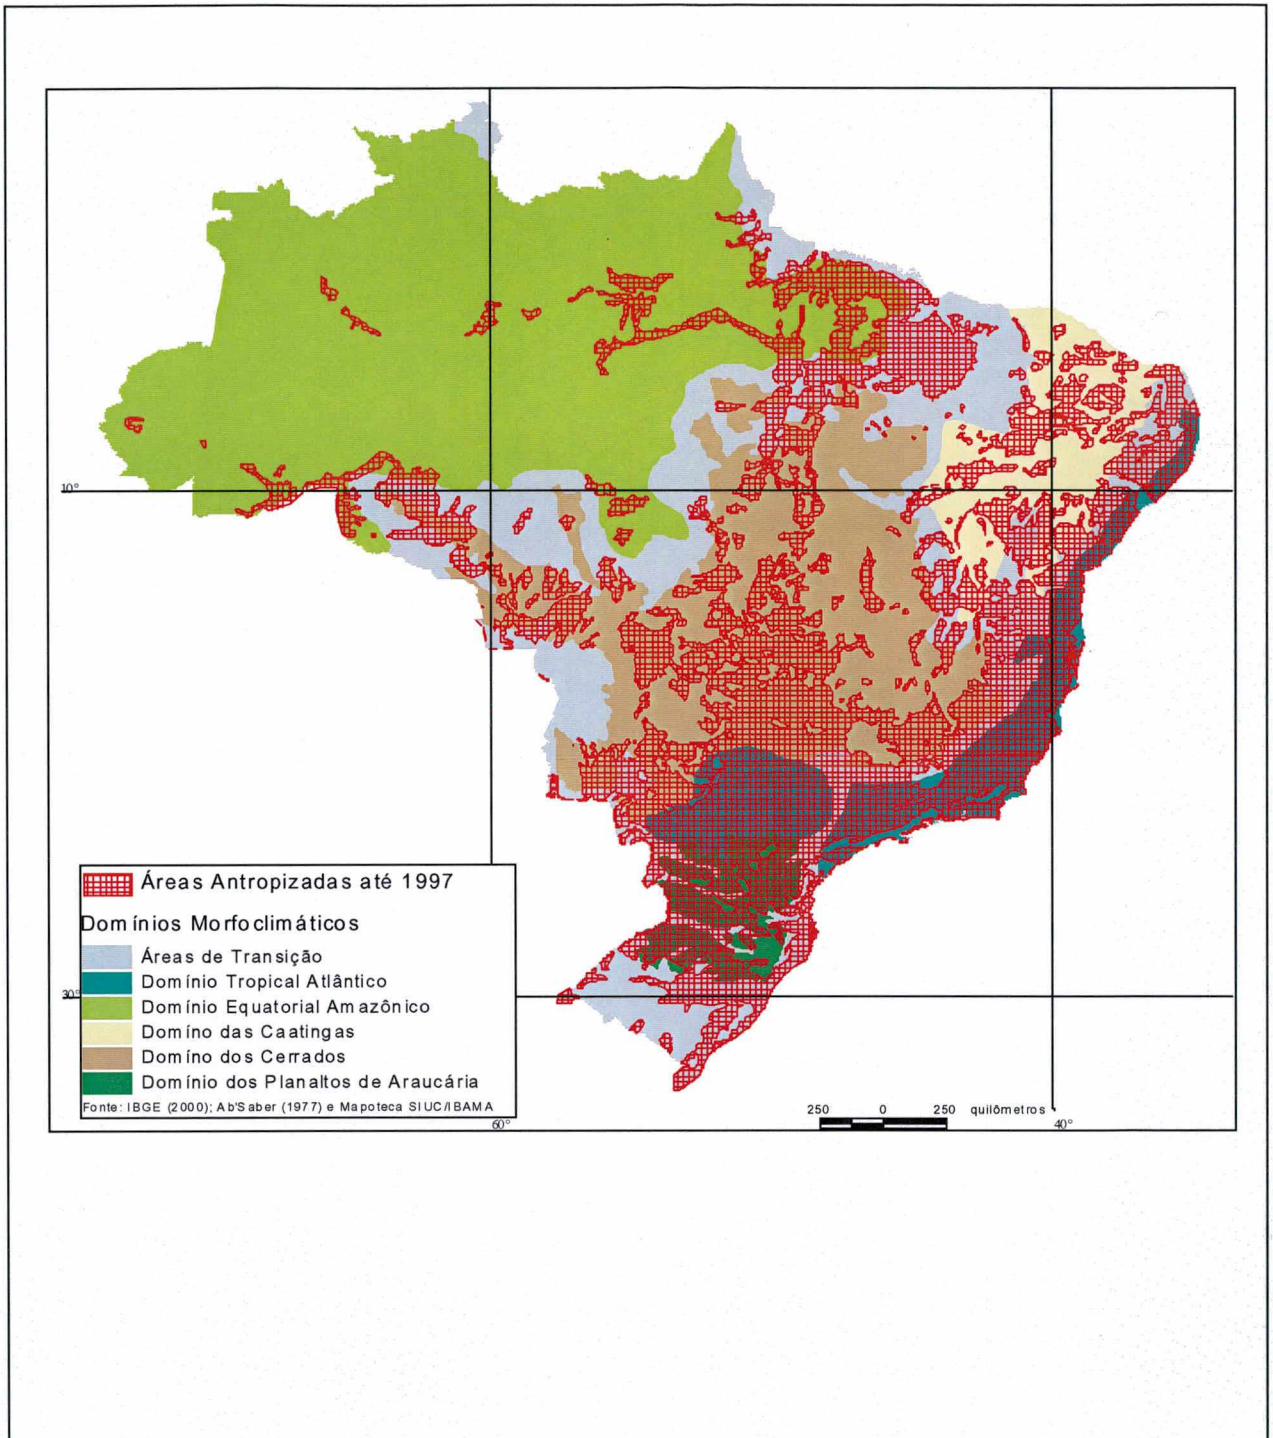 10°
Áreas Antropizadas até 1997
Domínios Morfoclimáticos
Áreas de Transição
Domínio Tropical Atlântico
Domínio Equatorial Amazônico
Domíno das Caatingas
Domíno dos Cerrados
Domínio dos Planaltos de Araucária
Fonte: IBGE (2000); Ab'Saber (1977) e Mapoteca SIUC/IBAMA
30°
250 0 250 quilômetros
60°
40°